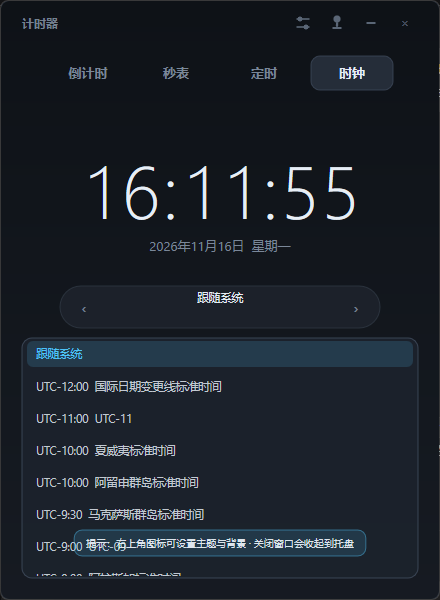 计时器
倒计时 秒表 定时 时钟
16:11:55
2026年11月16日 星期一
‹ 跟随系统 ›
跟随系统
UTC-12:00 国际日期变更线标准时间
UTC-11:00 UTC-11
UTC-10:00 夏威夷标准时间
UTC-10:00 阿留申群岛标准时间
UTC-9:30 马克萨斯群岛标准时间
UTC-9:00 UTC-09
提示：右上角图标可设置主题与背景 · 关闭窗口会收起到托盘